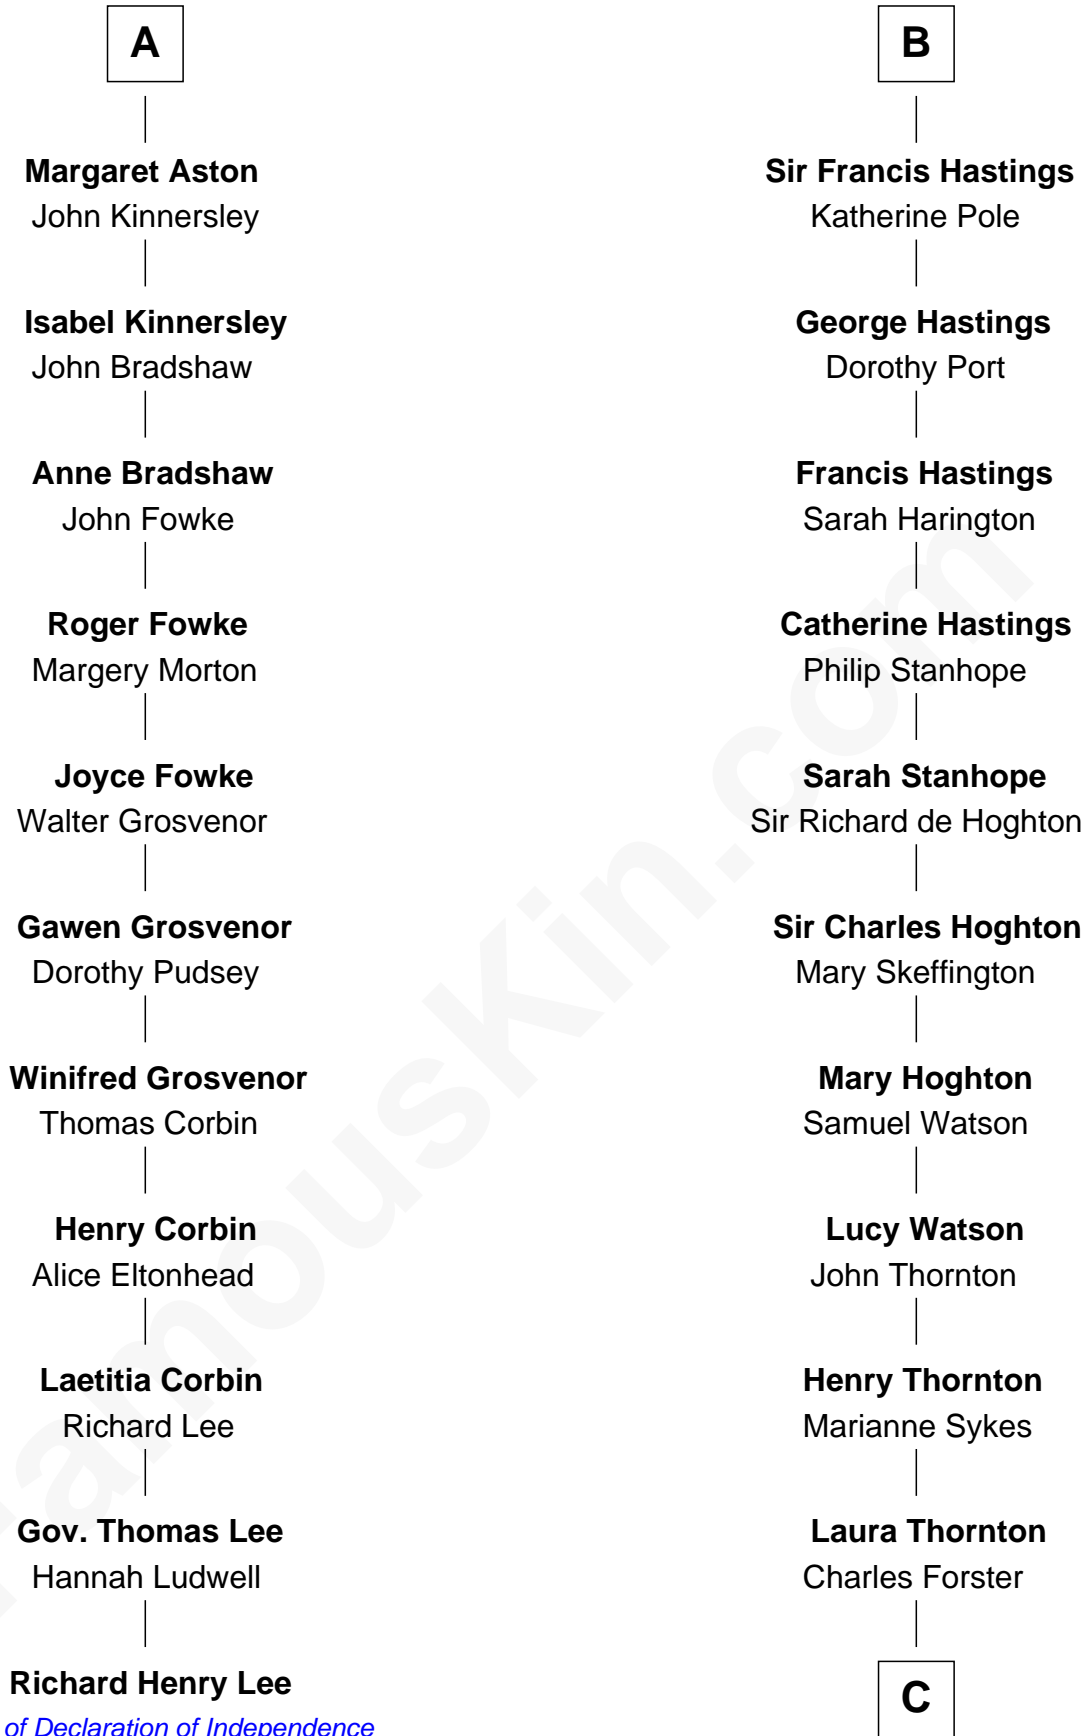 A
Margaret Aston
John Kinnersley
Isabel Kinnersley
John Bradshaw
Anne Bradshaw
John Fowke
Roger Fowke
Margery Morton
Joyce Fowke
Walter Grosvenor
Gawen Grosvenor
Dorothy Pudsey
Winifred Grosvenor
Thomas Corbin
Henry Corbin
Alice Eltonhead
Laetitia Corbin
Richard Lee
Gov. Thomas Lee
Hannah Ludwell
Richard Henry Lee
of Declaration of Independence
B
Sir Francis Hastings
Katherine Pole
George Hastings
Dorothy Port
Francis Hastings
Sarah Harington
Catherine Hastings
Philip Stanhope
Sarah Stanhope
Sir Richard de Hoghton
Sir Charles Hoghton
Mary Skeffington
Mary Hoghton
Samuel Watson
Lucy Watson
John Thornton
Henry Thornton
Marianne Sykes
Laura Thornton
Charles Forster
C
FamousKin.com